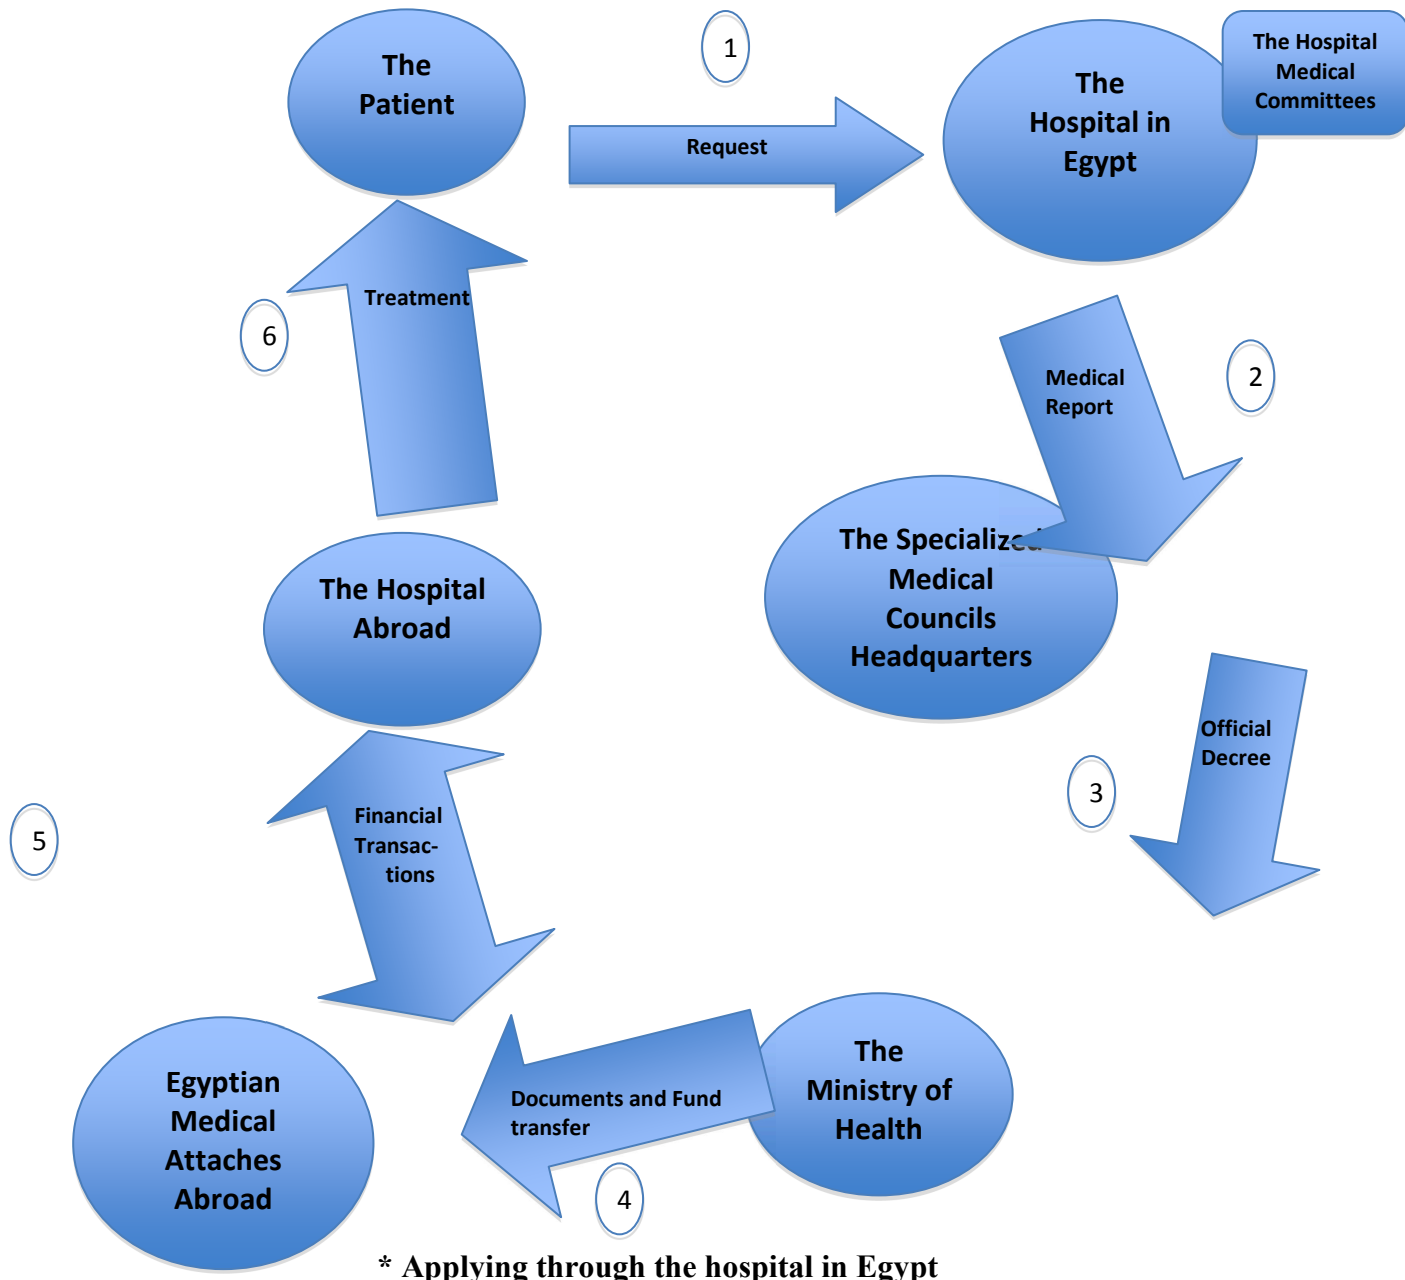 The
Patient
1
Request
The
Hospital in
Egypt
The Hospital
Medical
Committees
Medical
Report
2
The Specialized
Medical
Councils
Headquarters
Official
Decree
3
The
Ministry of
Health
Documents and Fund
transfer
4
Egyptian
Medical
Attaches
Abroad
Financial
Transac-
tions
5
The Hospital
Abroad
Treatment
6
* Applying through the hospital in Egypt